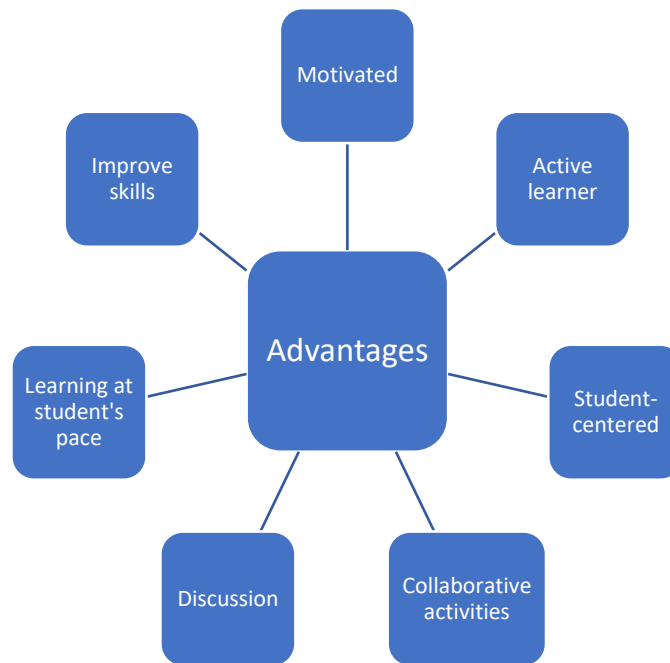 Motivated
Improve
skills
Active
learner
Advantages
Learning at
student's
pace
Student-
centered
Discussion
Collaborative
activities